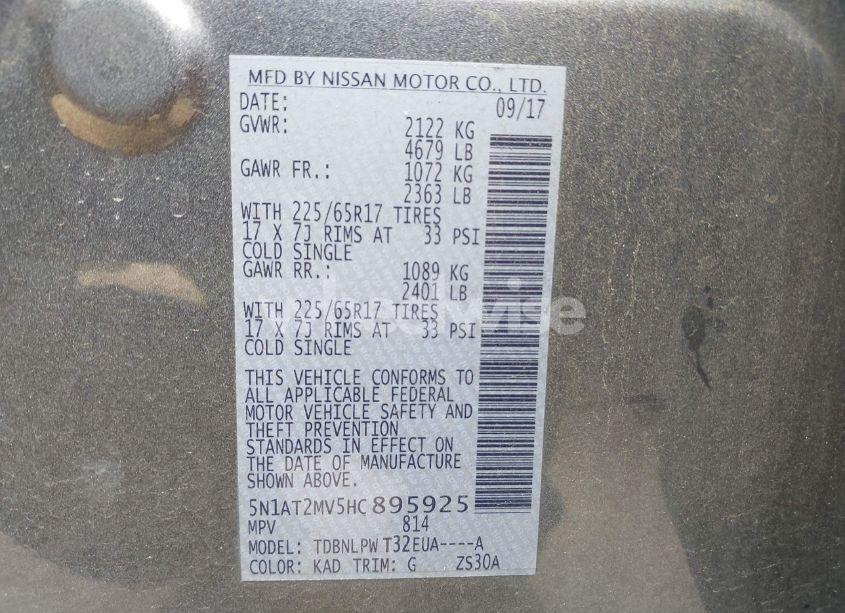 MFD BY NISSAN MOTOR CO., LTD.
DATE: 09/17
GVWR: 2122 KG
4679 LB
GAWR FR.: 1072 KG
2363 LB
WITH 225/65R17 TIRES
17 X 7J RIMS AT 33 PSI
COLD SINGLE
GAWR RR.: 1089 KG
2401 LB
WITH 225/65R17 TIRES
17 X 7J RIMS AT 33 PSI
COLD SINGLE
THIS VEHICLE CONFORMS TO
ALL APPLICABLE FEDERAL
MOTOR VEHICLE SAFETY AND
THEFT PREVENTION
STANDARDS IN EFFECT ON
THE DATE OF MANUFACTURE
SHOWN ABOVE.
5N1AT2MV5HC895925
MPV 814
MODEL: TDBNLPW T32EUA----A
COLOR: KAD TRIM: G ZS30A